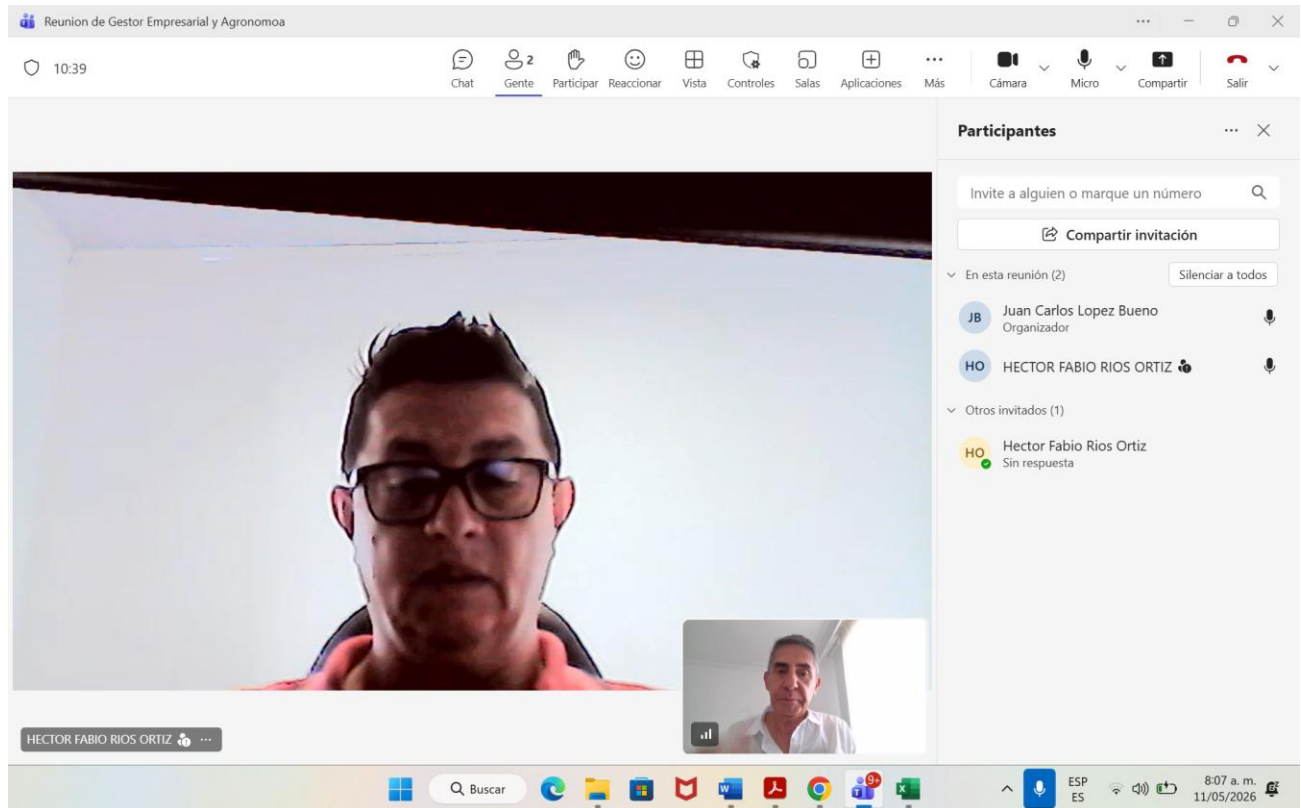 Reunion de Gestor Empresarial y Agronomoa
10:39
Chat
2
Gente
Participar
Reaccionar
Vista
Controles
Salas
Aplicaciones
Más
Cámara
Micro
Compartir
Salir
Participantes
Invite a alguien o marque un número
Compartir invitación
En esta reunión (2)
Silenciar a todos
JB
Juan Carlos Lopez Bueno
Organizador
HO
HECTOR FABIO RIOS ORTIZ
Otros invitados (1)
HO
Hector Fabio Rios Ortiz
Sin respuesta
HECTOR FABIO RIOS ORTIZ
Buscar
9+
ESP
ES
8:07 a. m.
11/05/2026